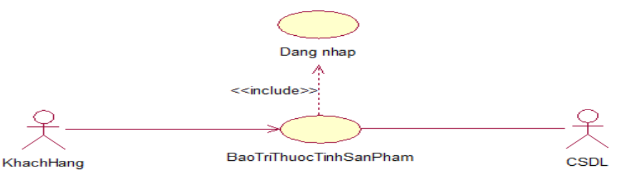 Dang nhap
<<include>>
KhachHang
BaoTriThuocTinhSanPham
CSDL